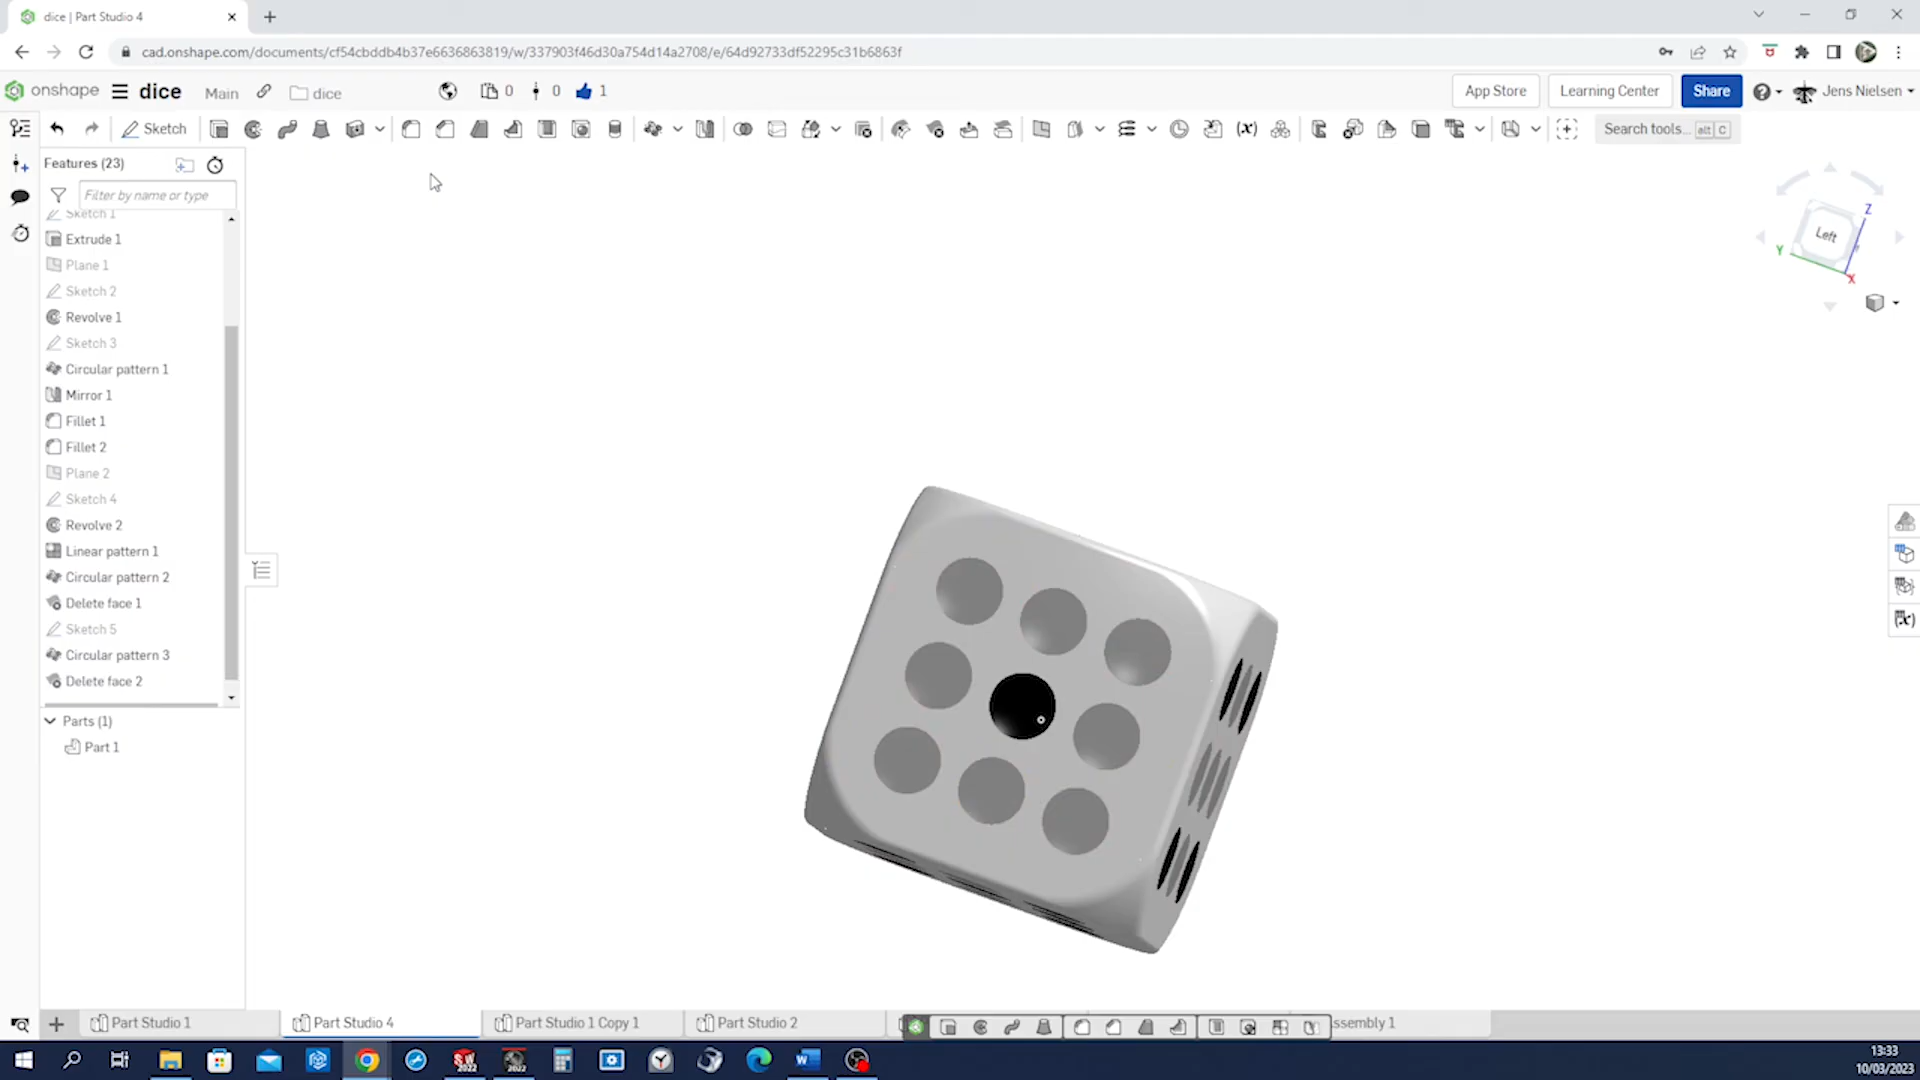 dice | Part Studio 4
cad.onshape.com/documents/cf54cbddb4b37e6636863819/w/337903f46d30a754d14a2708/e/64d92733df52295c31b6863f
onshape dice Main dice 0 0 1 App Store Learning Center Share Jens Nielsen
Sketch Search tools... alt C
Features (23)
Filter by name or type
Sketch 1
Extrude 1
Plane 1
Sketch 2
Revolve 1
Sketch 3
Circular pattern 1
Mirror 1
Fillet 1
Fillet 2
Plane 2
Sketch 4
Revolve 2
Linear pattern 1
Circular pattern 2
Delete face 1
Sketch 5
Circular pattern 3
Delete face 2
Parts (1)
Part 1
Z
Left
Y
X
Part Studio 1 Part Studio 4 Part Studio 1 Copy 1 Part Studio 2 ssembly 1
13:33
10/03/2023